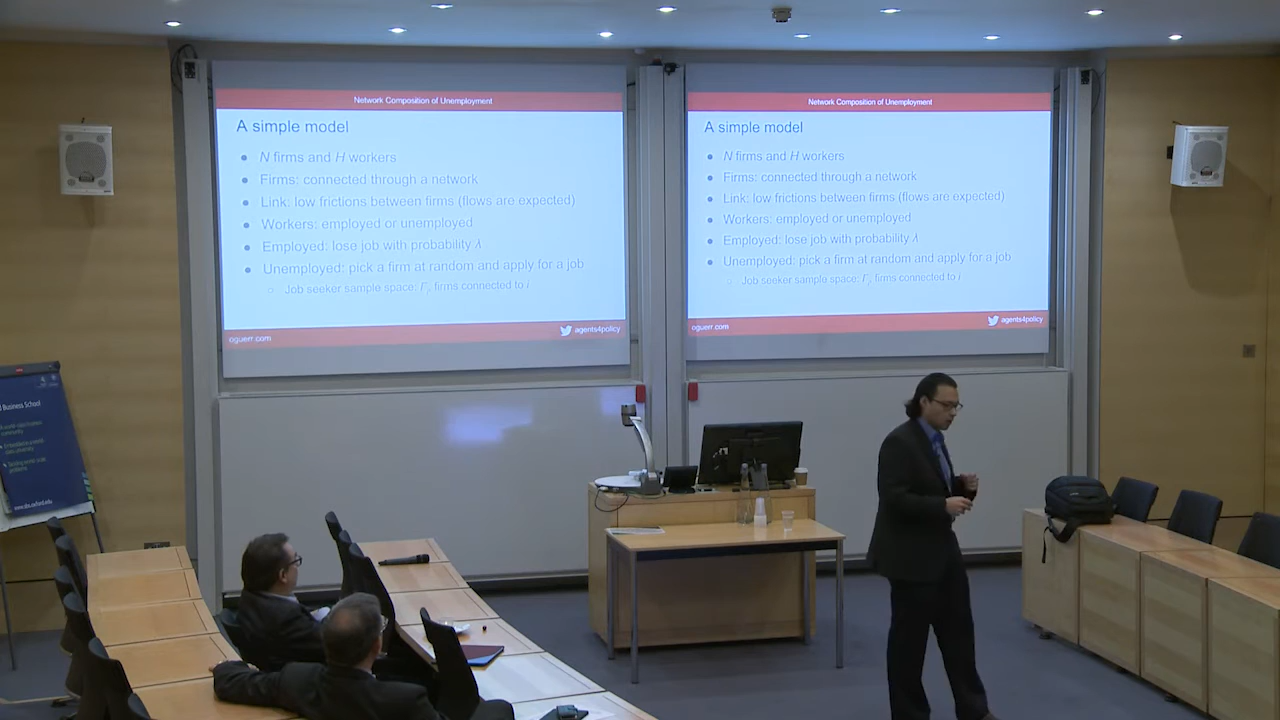 Network Composition of Unemployment
A simple model
N firms and H workers
Firms: connected through a network
Link: low frictions between firms (flows are expected)
Workers: employed or unemployed
Employed: lose job with probability λ
Unemployed: pick a firm at random and apply for a job
Job seeker sample space: Γi, firms connected to i
oguerr.com
agents4policy
Network Composition of Unemployment
A simple model
N firms and H workers
Firms: connected through a network
Link: low frictions between firms (flows are expected)
Workers: employed or unemployed
Employed: lose job with probability λ
Unemployed: pick a firm at random and apply for a job
Job seeker sample space: Γi, firms connected to i
oguerr.com
agents4policy
Business School
community